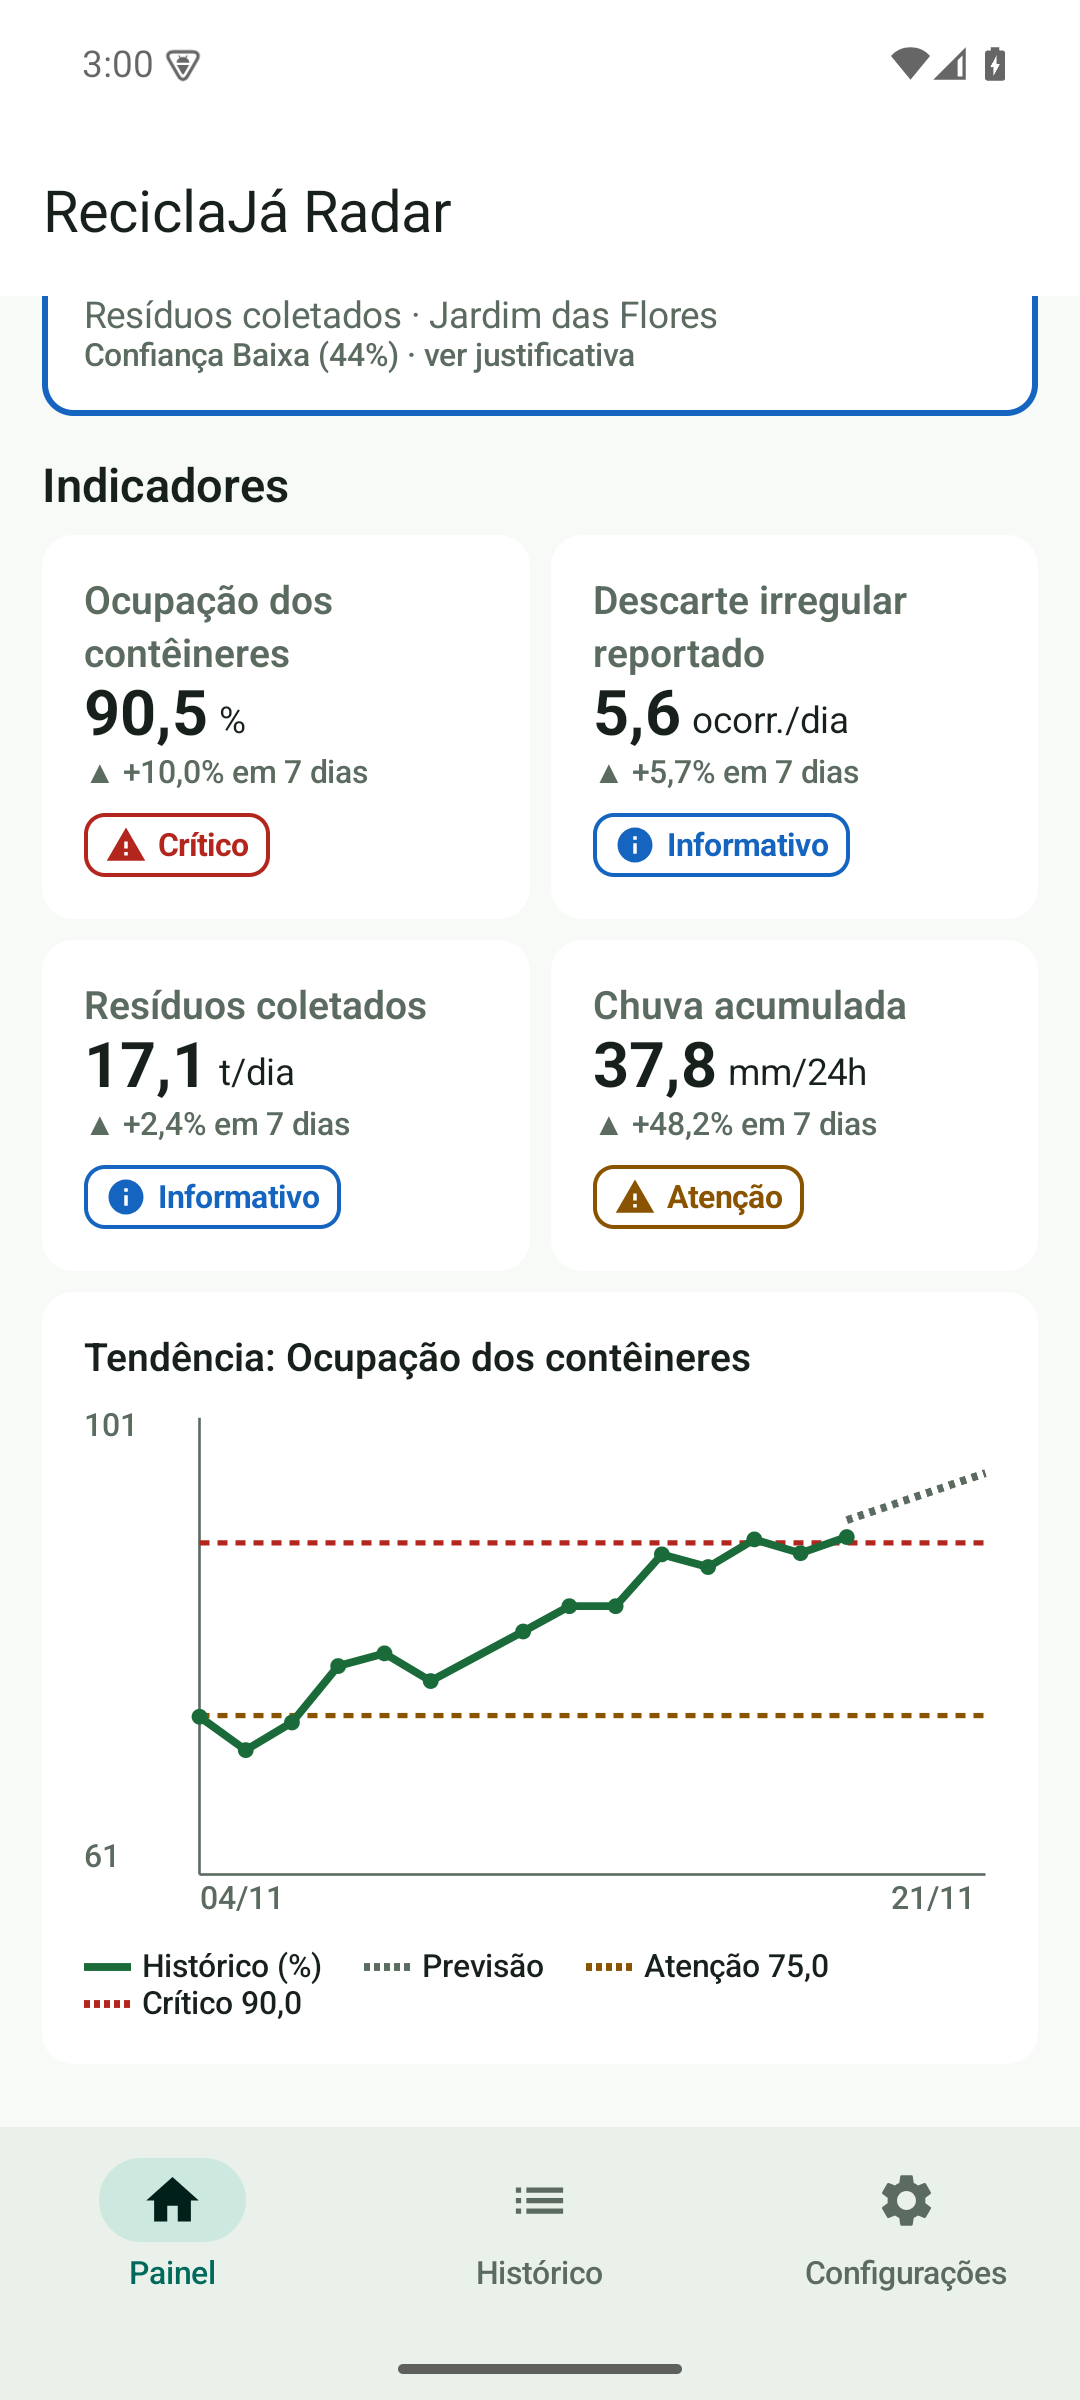 3:00
ReciclaJá Radar
Resíduos coletados · Jardim das Flores
Confiança Baixa (44%) · ver justificativa
Indicadores
Ocupação dos
contêineres
90,5 %
▲ +10,0% em 7 dias
Crítico
Descarte irregular
reportado
5,6 ocorr./dia
▲ +5,7% em 7 dias
Informativo
Resíduos coletados
17,1 t/dia
▲ +2,4% em 7 dias
Informativo
Chuva acumulada
37,8 mm/24h
▲ +48,2% em 7 dias
Atenção
Tendência: Ocupação dos contêineres
101
61
04/11
21/11
Histórico (%)
Previsão
Atenção 75,0
Crítico 90,0
Painel
Histórico
Configurações